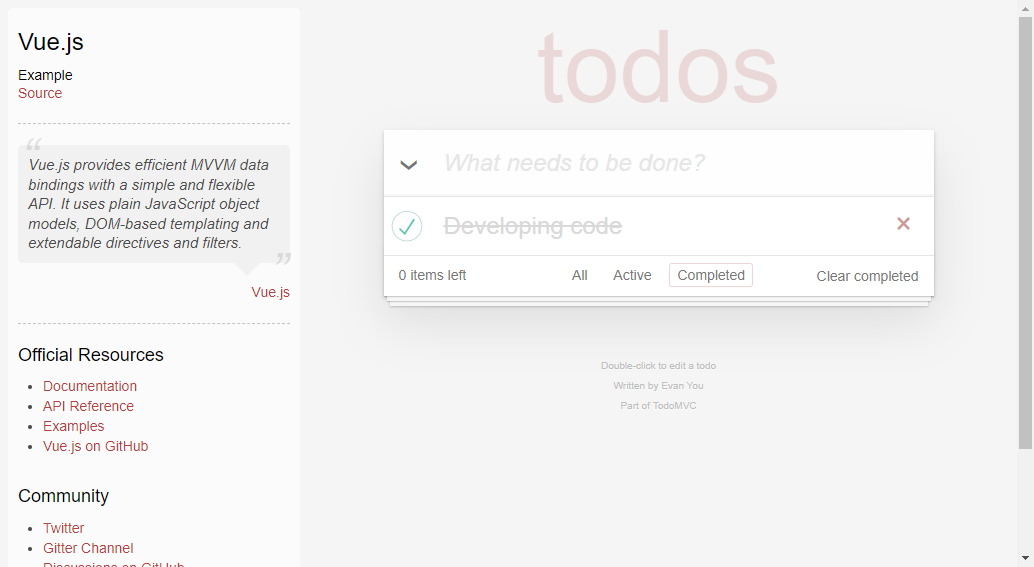 Vue.js
Example
Source
“
Vue.js provides efficient MVVM data
bindings with a simple and flexible
API. It uses plain JavaScript object
models, DOM-based templating and
extendable directives and filters.
”
Vue.js
Official Resources
Documentation
API Reference
Examples
Vue.js on GitHub
Community
Twitter
Gitter Channel
Discussions on GitHub
todos
What needs to be done?
Developing code
0 items left
All
Active
Completed
Clear completed
Double-click to edit a todo
Written by Evan You
Part of TodoMVC